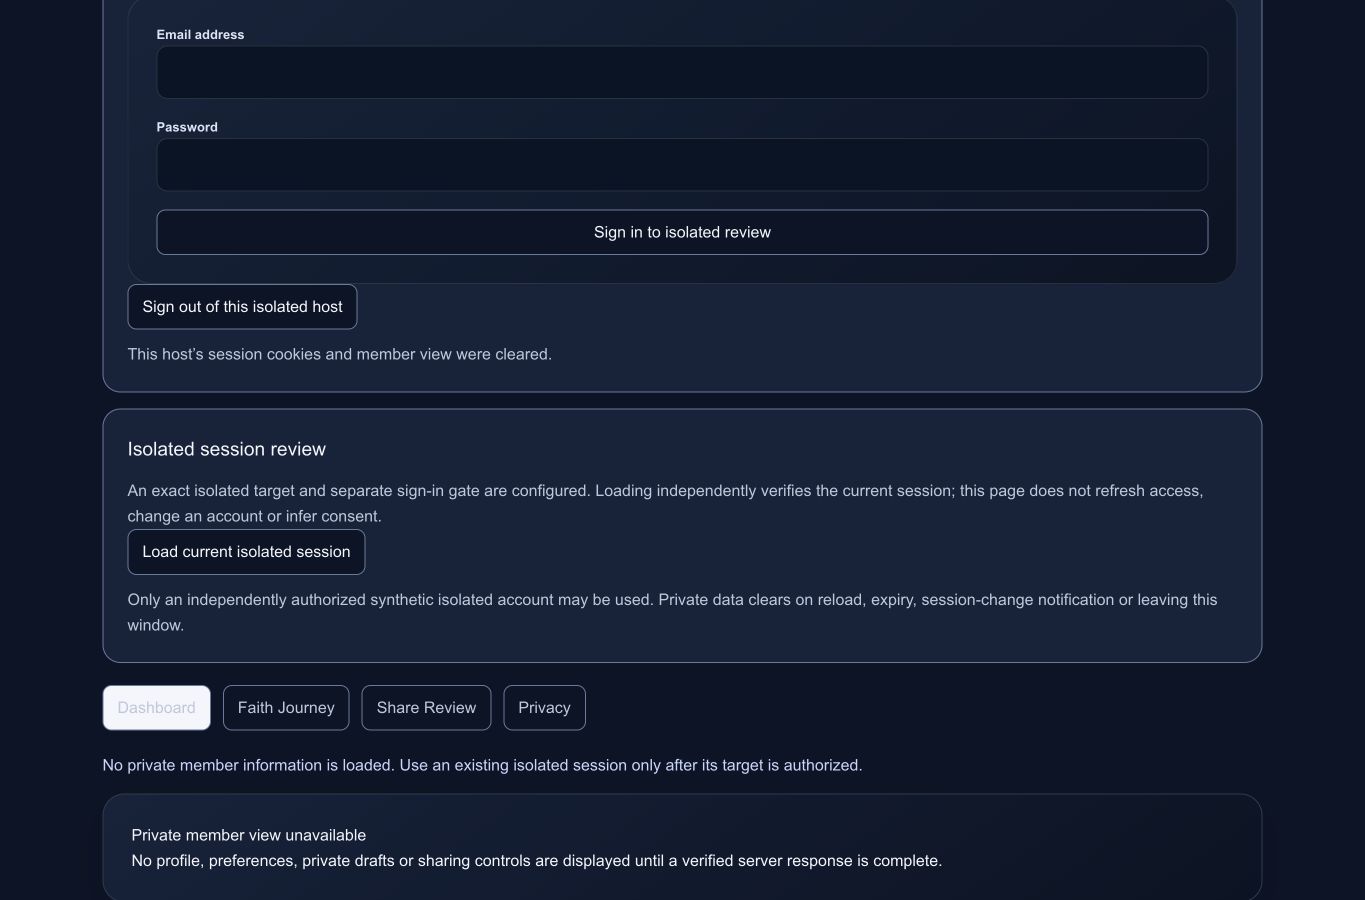 Email address
Password
Sign in to isolated review
Sign out of this isolated host
This host’s session cookies and member view were cleared.
Isolated session review
An exact isolated target and separate sign-in gate are configured. Loading independently verifies the current session; this page does not refresh access,
change an account or infer consent.
Load current isolated session
Only an independently authorized synthetic isolated account may be used. Private data clears on reload, expiry, session-change notification or leaving this
window.
Dashboard
Faith Journey
Share Review
Privacy
No private member information is loaded. Use an existing isolated session only after its target is authorized.
Private member view unavailable
No profile, preferences, private drafts or sharing controls are displayed until a verified server response is complete.